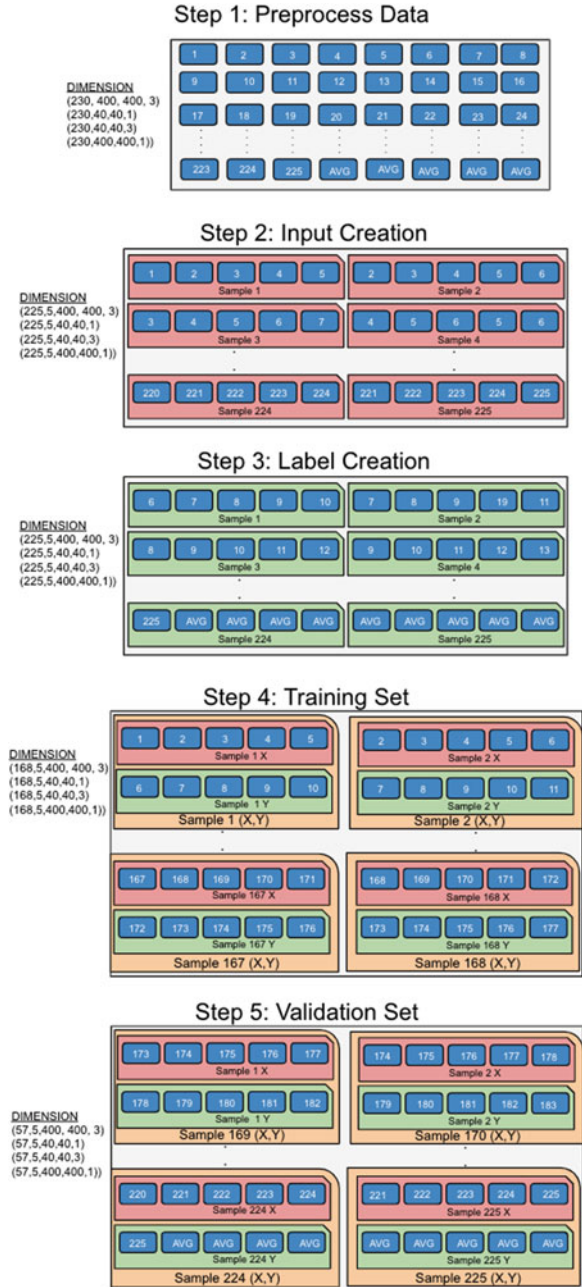 Step 1: Preprocess Data
DIMENSION
(230, 400, 400, 3)
(230,40,40,1)
(230,40,40,3)
(230,400,400,1))
1 2 3 4 5 6 7 8
9 10 11 12 13 14 15 16
17 18 19 20 21 22 23 24
223 224 225 AVG AVG AVG AVG AVG
Step 2: Input Creation
DIMENSION
(225,5,400, 400, 3)
(225,5,40,40,1)
(225,5,40,40,3)
(225,5,400,400,1))
1 2 3 4 5 2 3 4 5 6
Sample 1 Sample 2
3 4 5 6 7 4 5 6 5 6
Sample 3 Sample 4
220 221 222 223 224 221 222 223 224 225
Sample 224 Sample 225
Step 3: Label Creation
DIMENSION
(225,5,400, 400, 3)
(225,5,40,40,1)
(225,5,40,40,3)
(225,5,400,400,1))
6 7 8 9 10 7 8 9 19 11
Sample 1 Sample 2
8 9 10 11 12 9 10 11 12 13
Sample 3 Sample 4
225 AVG AVG AVG AVG AVG AVG AVG AVG AVG
Sample 224 Sample 225
Step 4: Training Set
DIMENSION
(168,5,400, 400, 3)
(168,5,40,40,1)
(168,5,40,40,3)
(168,5,400,400,1))
1 2 3 4 5 2 3 4 5 6
Sample 1 X Sample 2 X
6 7 8 9 10 7 8 9 10 11
Sample 1 Y Sample 2 Y
Sample 1 (X,Y) Sample 2 (X,Y)
167 168 169 170 171 168 169 170 171 172
Sample 167 X Sample 168 X
172 173 174 175 176 173 174 175 176 177
Sample 167 Y Sample 168 Y
Sample 167 (X,Y) Sample 168 (X,Y)
Step 5: Validation Set
DIMENSION
(57,5,400, 400, 3)
(57,5,40,40,1)
(57,5,40,40,3)
(57,5,400,400,1))
173 174 175 176 177 174 175 176 177 178
Sample 1 X Sample 2 X
178 179 180 181 182 179 180 181 182 183
Sample 1 Y Sample 2 Y
Sample 169 (X,Y) Sample 170 (X,Y)
220 221 222 223 224 221 222 223 224 225
Sample 224 X Sample 225 X
225 AVG AVG AVG AVG AVG AVG AVG AVG AVG
Sample 224 Y Sample 225 Y
Sample 224 (X,Y) Sample 225 (X,Y)